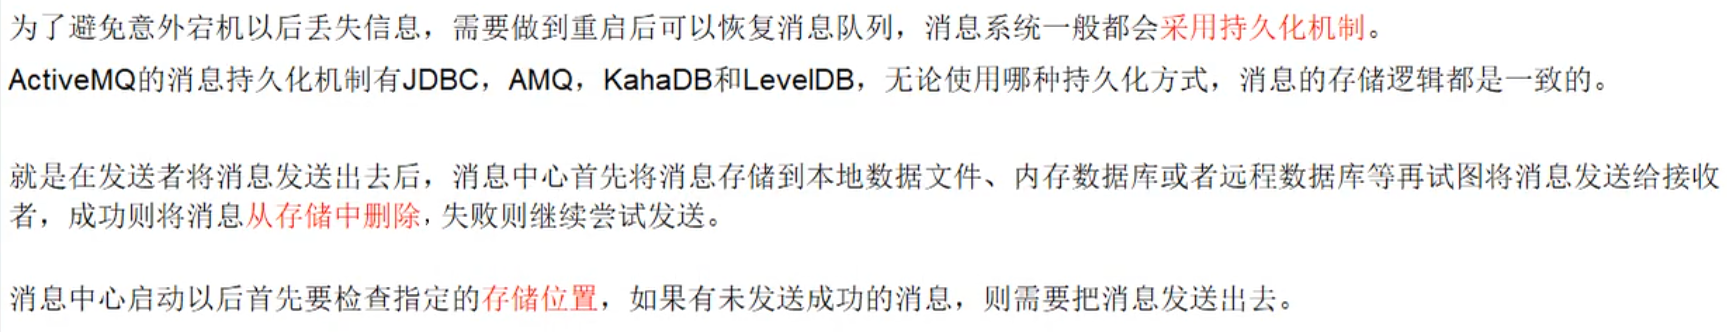 为了避免意外宕机以后丢失信息，需要做到重启后可以恢复消息队列，消息系统一般都会采用持久化机制。
ActiveMQ的消息持久化机制有JDBC，AMQ，KahaDB和LevelDB，无论使用哪种持久化方式，消息的存储逻辑都是一致的。
就是在发送者将消息发送出去后，消息中心首先将消息存储到本地数据文件、内存数据库或者远程数据库等再试图将消息发送给接收
者，成功则将消息从存储中删除，失败则继续尝试发送。
消息中心启动以后首先要检查指定的存储位置，如果有未发送成功的消息，则需要把消息发送出去。